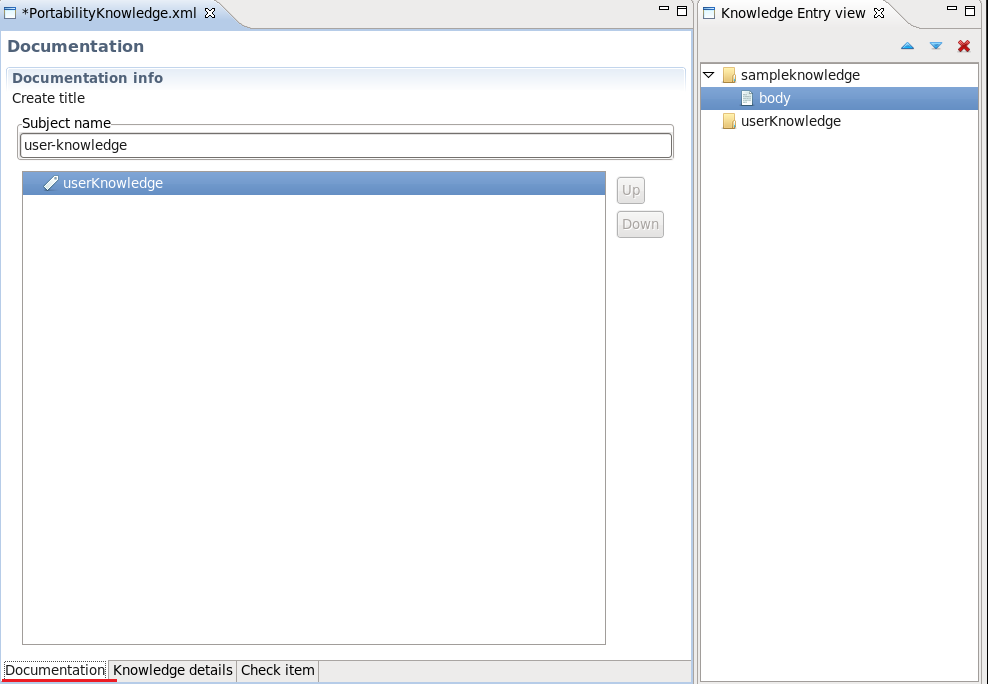 *PortabilityKnowledge.xml
Documentation
Documentation info
Create title
Subject name
user-knowledge
userKnowledge
Up
Down
Documentation
Knowledge details
Check item
Knowledge Entry view
sampleknowledge
body
userKnowledge